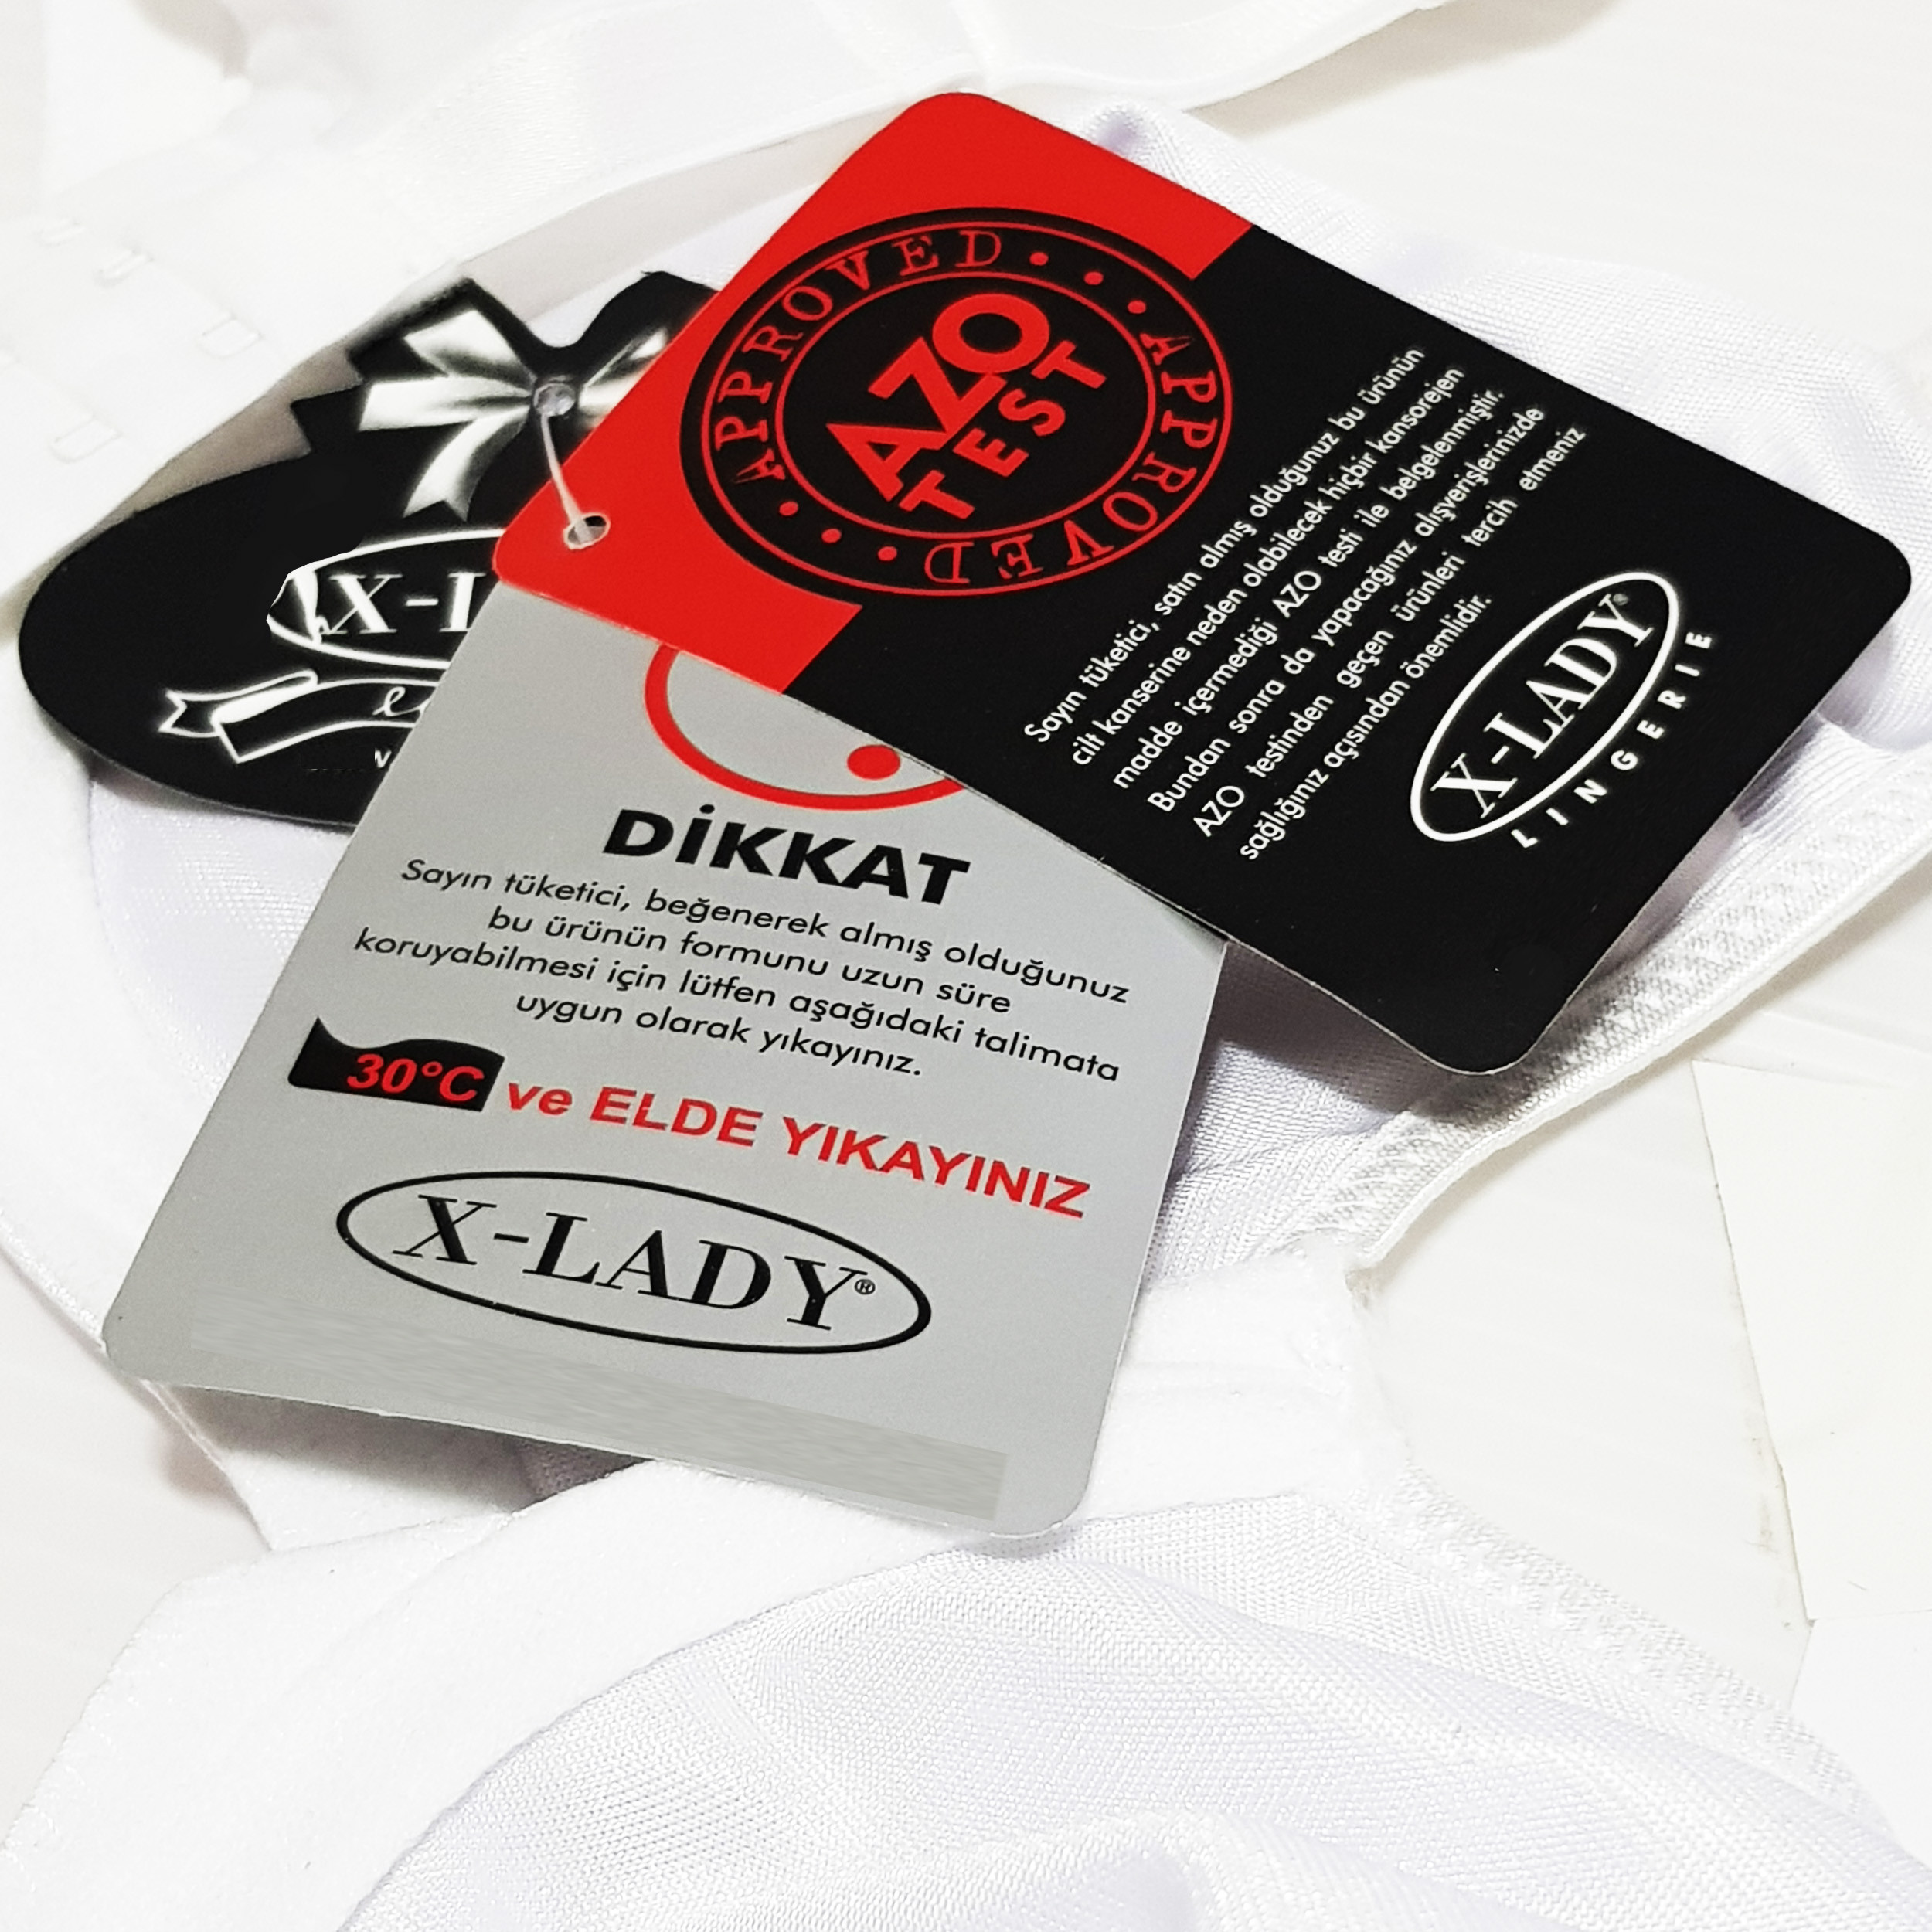 APPROVED
APPROVED
AZO
TEST
Sayın tüketici, satın almış olduğunuz bu ürünün
cilt kanserine neden olabilecek hiçbir kansorejen
madde içermediği AZO testi ile belgelenmiştir.
Bundan sonra da yapacağınız alışverişlerinizde
AZO testinden geçen ürünleri tercih etmeniz
sağlığınız açısından önemlidir.
X-LADY®
LINGERIE
X-L
DİKKAT
Sayın tüketici, beğenerek almış olduğunuz
bu ürünün formunu uzun süre
koruyabilmesi için lütfen aşağıdaki talimata
uygun olarak yıkayınız.
30°C ve ELDE YIKAYINIZ
X-LADY®